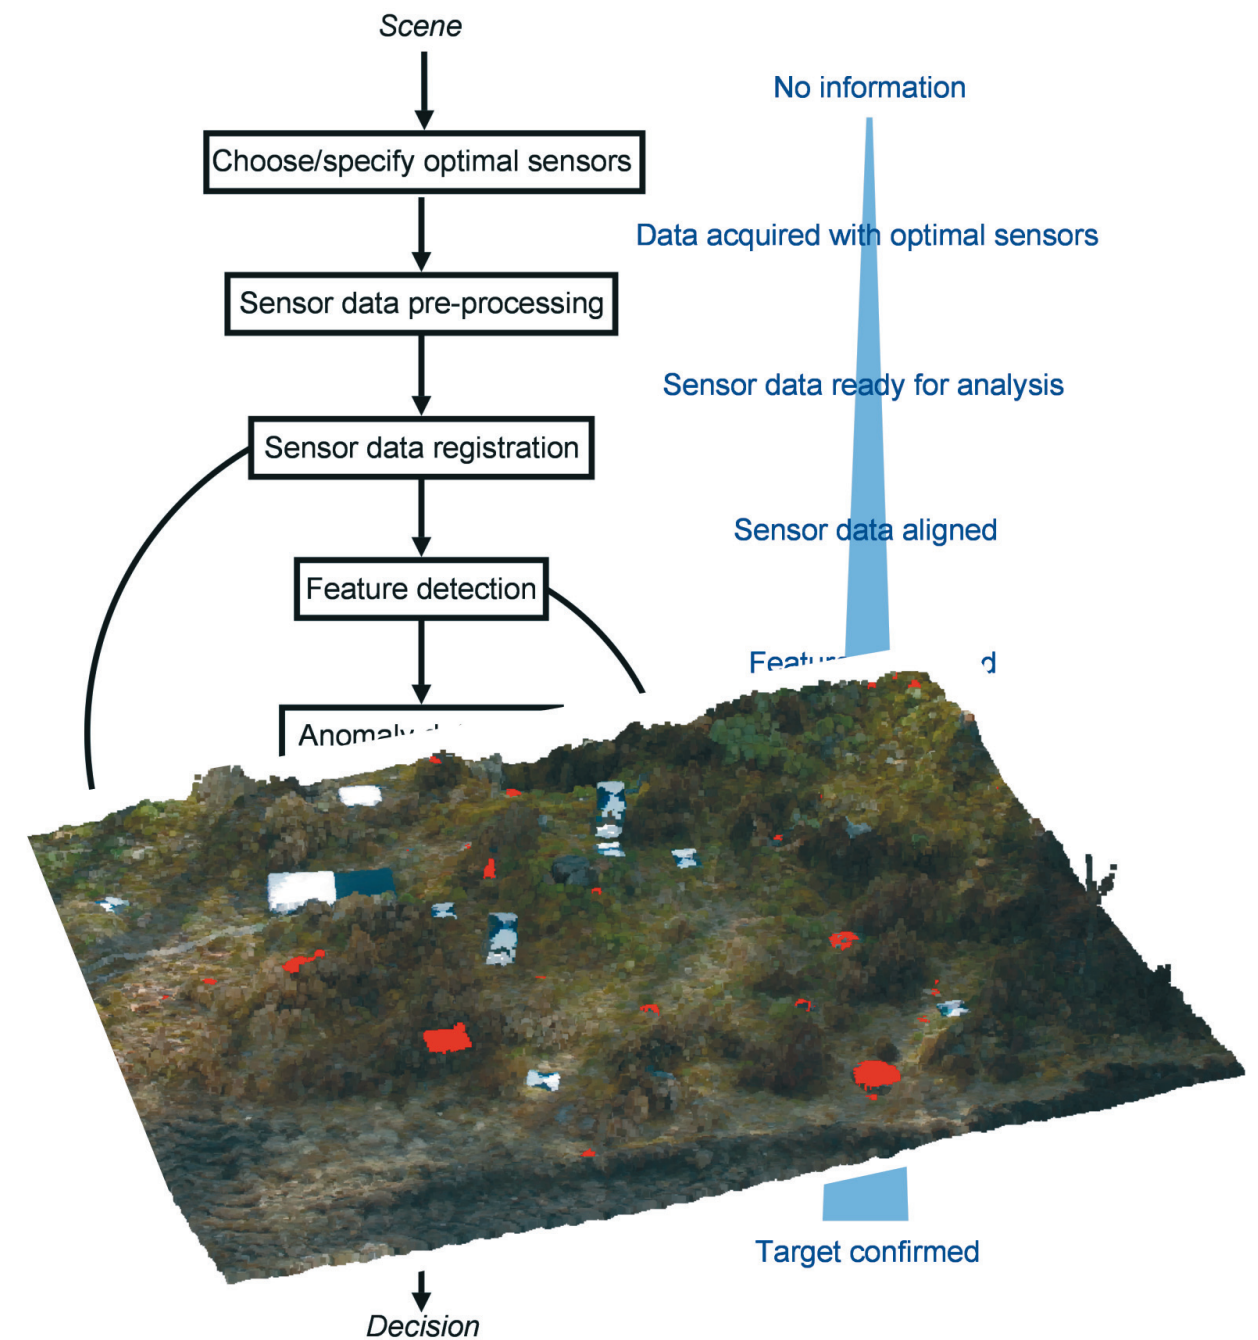 Scene
No information
Choose/specify optimal sensors
Data acquired with optimal sensors
Sensor data pre-processing
Sensor data ready for analysis
Sensor data registration
Sensor data aligned
Feature detection
Anomaly
Target confirmed
Decision